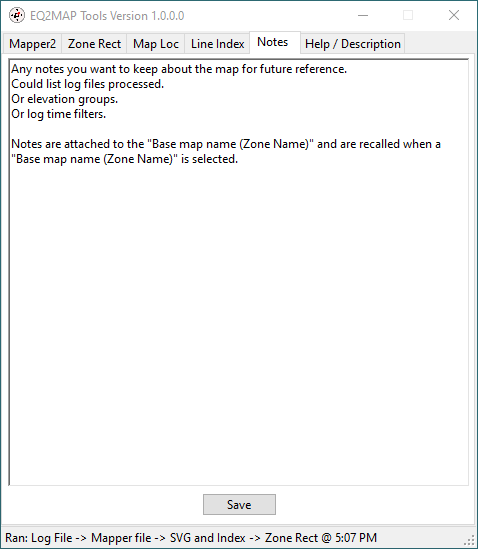 EQ2MAP Tools Version 1.0.0.0
Mapper2 Zone Rect Map Loc Line Index Notes Help / Description
Any notes you want to keep about the map for future reference.
Could list log files processed.
Or elevation groups.
Or log time filters.
Notes are attached to the "Base map name (Zone Name)" and are recalled when a
"Base map name (Zone Name)" is selected.
Save
Ran: Log File -> Mapper file -> SVG and Index -> Zone Rect @ 5:07 PM